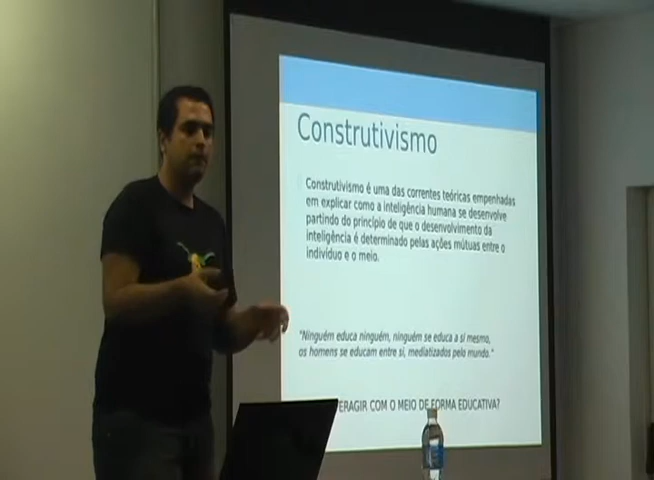 Construtivismo
Construtivismo é uma das correntes teóricas empenhadas
em explicar como a inteligência humana se desenvolve
partindo do princípio de que o desenvolvimento da
inteligência é determinado pelas ações mútuas entre o
indivíduo e o meio.
"Ninguém educa ninguém, ninguém se educa a si mesmo,
os homens se educam entre si, mediatizados pelo mundo."
ERAGIR COM O MEIO DE FORMA EDUCATIVA?